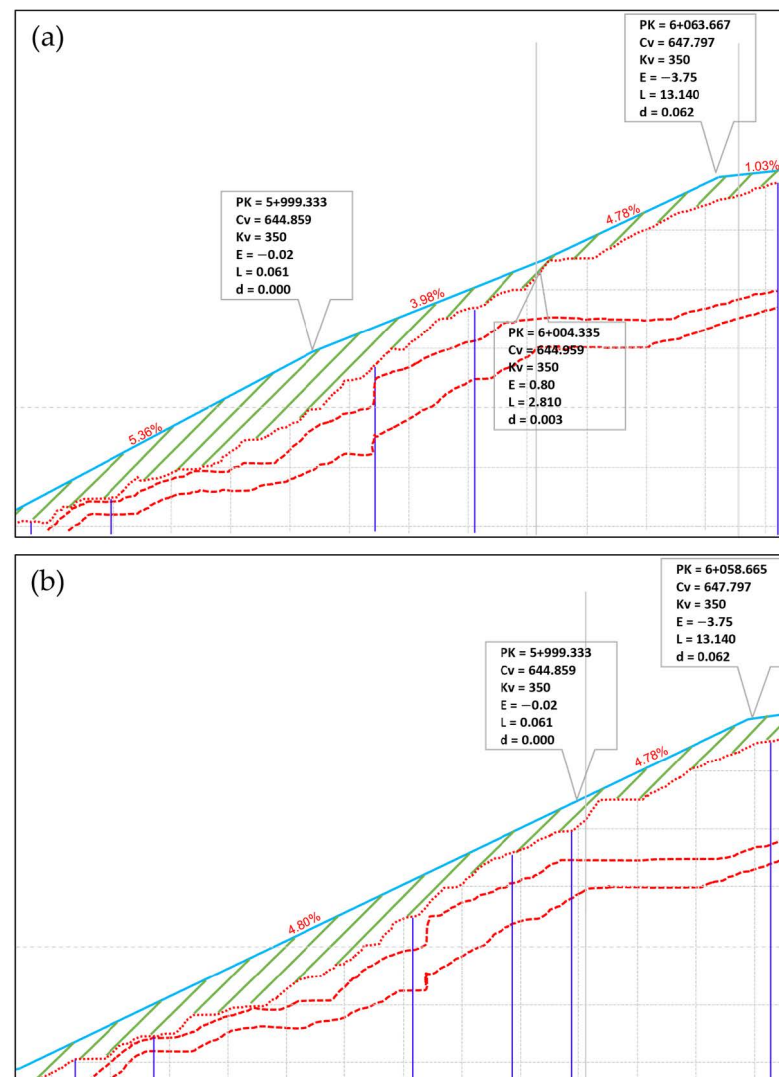 (a)
PK = 6+063.667
Cv = 647.797
Kv = 350
E = −3.75
L = 13.140
d = 0.062
1.03%
4.78%
PK = 5+999.333
Cv = 644.859
Kv = 350
E = −0.02
L = 0.061
d = 0.000
3.98%
PK = 6+004.335
Cv = 644.959
Kv = 350
E = 0.80
L = 2.810
d = 0.003
5.36%
(b)
PK = 6+058.665
Cv = 647.797
Kv = 350
E = −3.75
L = 13.140
d = 0.062
PK = 5+999.333
Cv = 644.859
Kv = 350
E = −0.02
L = 0.061
d = 0.000
4.78%
4.80%